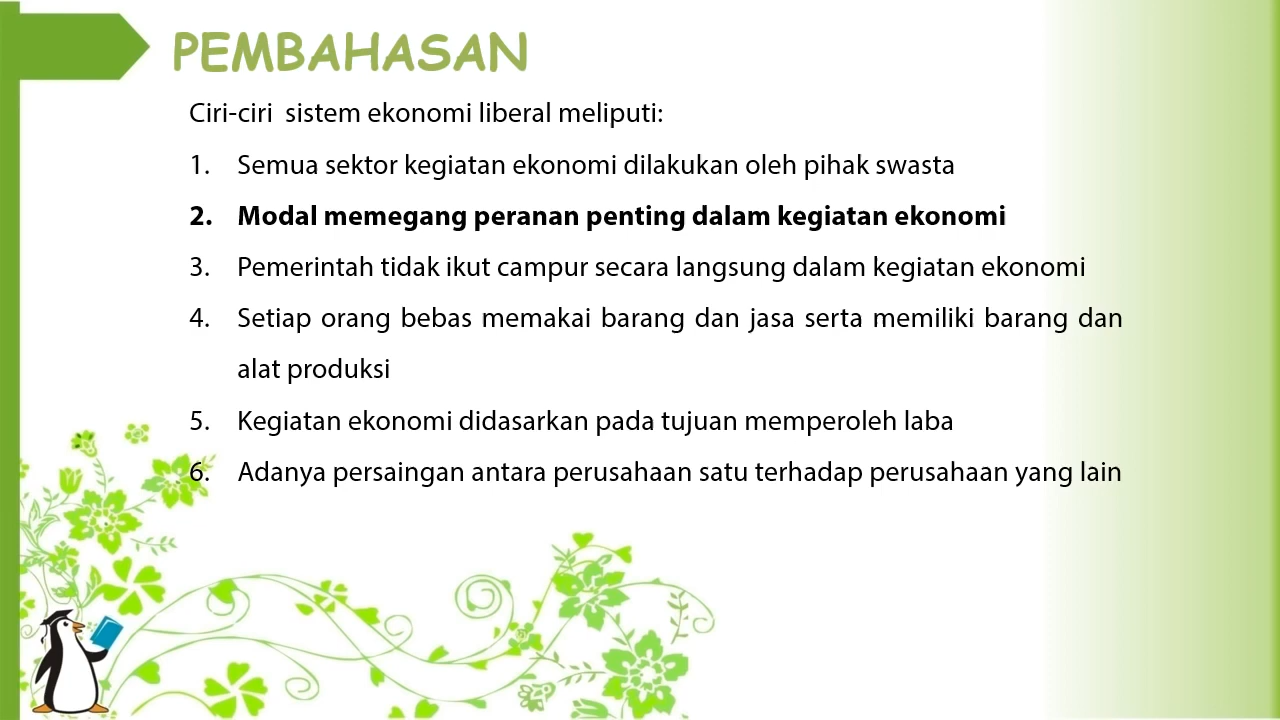 PEMBAHASAN
Ciri-ciri sistem ekonomi liberal meliputi:
1. Semua sektor kegiatan ekonomi dilakukan oleh pihak swasta
2. Modal memegang peranan penting dalam kegiatan ekonomi
3. Pemerintah tidak ikut campur secara langsung dalam kegiatan ekonomi
4. Setiap orang bebas memakai barang dan jasa serta memiliki barang dan
alat produksi
5. Kegiatan ekonomi didasarkan pada tujuan memperoleh laba
6. Adanya persaingan antara perusahaan satu terhadap perusahaan yang lain